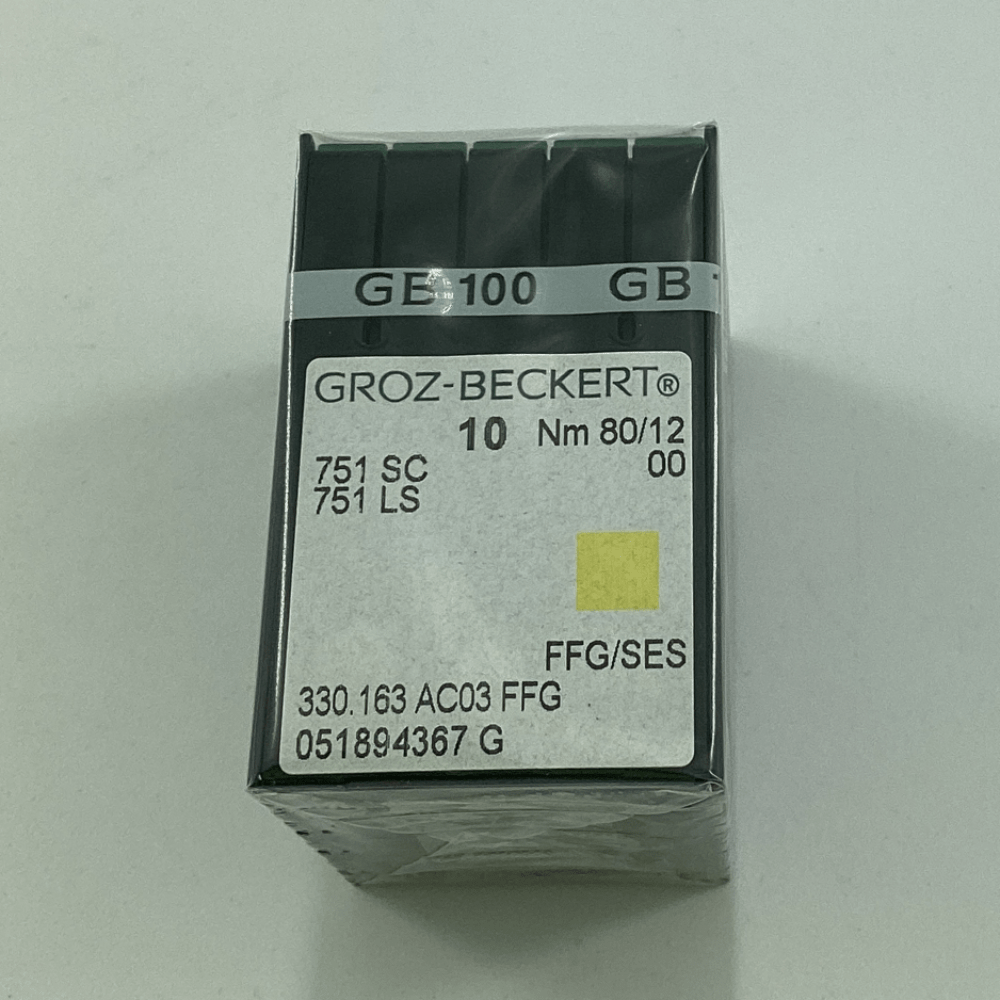 GB 100 GB
GROZ-BECKERT®
10 Nm 80/12
751 SC 00
751 LS
FFG/SES
330.163 AC03 FFG
051894367 G